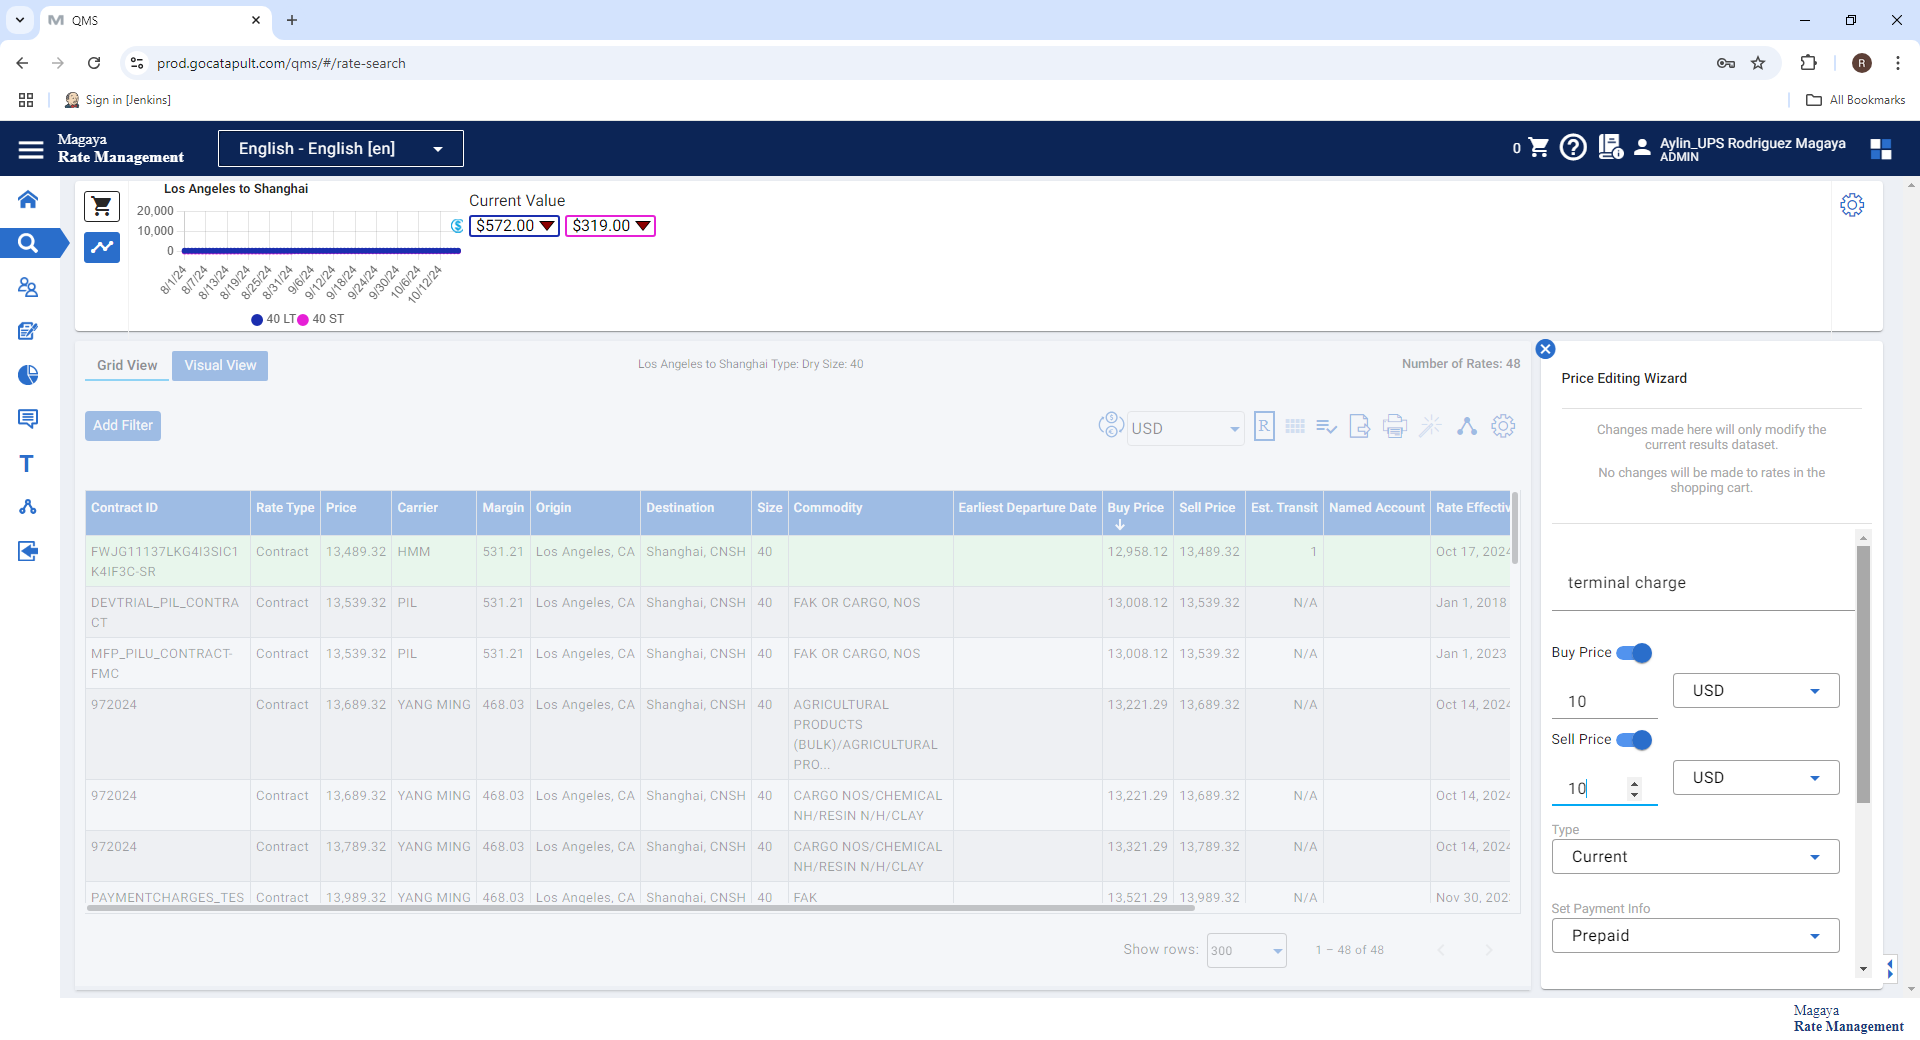 QMS
prod.gocatapult.com/qms/#/rate-search
R
Sign in [Jenkins]
All Bookmarks
Magaya
Rate Management
English - English [en]
0
Aylin_UPS Rodriguez Magaya
ADMIN
Los Angeles to Shanghai
20,000
10,000
0
8/1/24
8/7/24
8/13/24
8/19/24
8/25/24
8/31/24
9/6/24
9/12/24
9/18/24
9/24/24
9/30/24
10/6/24
10/12/24
40 LT 40 ST
Current Value
$572.00 $319.00
Grid View Visual View
Los Angeles to Shanghai Type: Dry Size: 40
Number of Rates: 48
Add Filter
USD
R
Contract ID Rate Type Price Carrier Margin Origin Destination Size Commodity Earliest Departure Date Buy Price Sell Price Est. Transit Named Account Rate Effectiv
FWJG11137LKG4I3SIC1
K4IF3C-SR Contract 13,489.32 HMM 531.21 Los Angeles, CA Shanghai, CNSH 40 12,958.12 13,489.32 1 Oct 17, 2024
DEVTRIAL_PIL_CONTRA
CT Contract 13,539.32 PIL 531.21 Los Angeles, CA Shanghai, CNSH 40 FAK OR CARGO, NOS 13,008.12 13,539.32 N/A Jan 1, 2018
MFP_PILU_CONTRACT-
FMC Contract 13,539.32 PIL 531.21 Los Angeles, CA Shanghai, CNSH 40 FAK OR CARGO, NOS 13,008.12 13,539.32 N/A Jan 1, 2023
972024 Contract 13,689.32 YANG MING 468.03 Los Angeles, CA Shanghai, CNSH 40 AGRICULTURAL
PRODUCTS
(BULK)/AGRICULTURAL
PRO... 13,221.29 13,689.32 N/A Oct 14, 2024
972024 Contract 13,689.32 YANG MING 468.03 Los Angeles, CA Shanghai, CNSH 40 CARGO NOS/CHEMICAL
NH/RESIN N/H/CLAY 13,221.29 13,689.32 N/A Oct 14, 2024
972024 Contract 13,789.32 YANG MING 468.03 Los Angeles, CA Shanghai, CNSH 40 CARGO NOS/CHEMICAL
NH/RESIN N/H/CLAY 13,321.29 13,789.32 N/A Oct 14, 2024
PAYMENTCHARGES_TES Contract 13,989.32 YANG MING 468.03 Los Angeles, CA Shanghai, CNSH 40 FAK 13,521.29 13,989.32 N/A Nov 30, 202
Show rows: 300 1 – 48 of 48
Price Editing Wizard
Changes made here will only modify the
current results dataset.
No changes will be made to rates in the
shopping cart.
terminal charge
Buy Price
10 USD
Sell Price
10 USD
Type
Current
Set Payment Info
Prepaid
Magaya
Rate Management